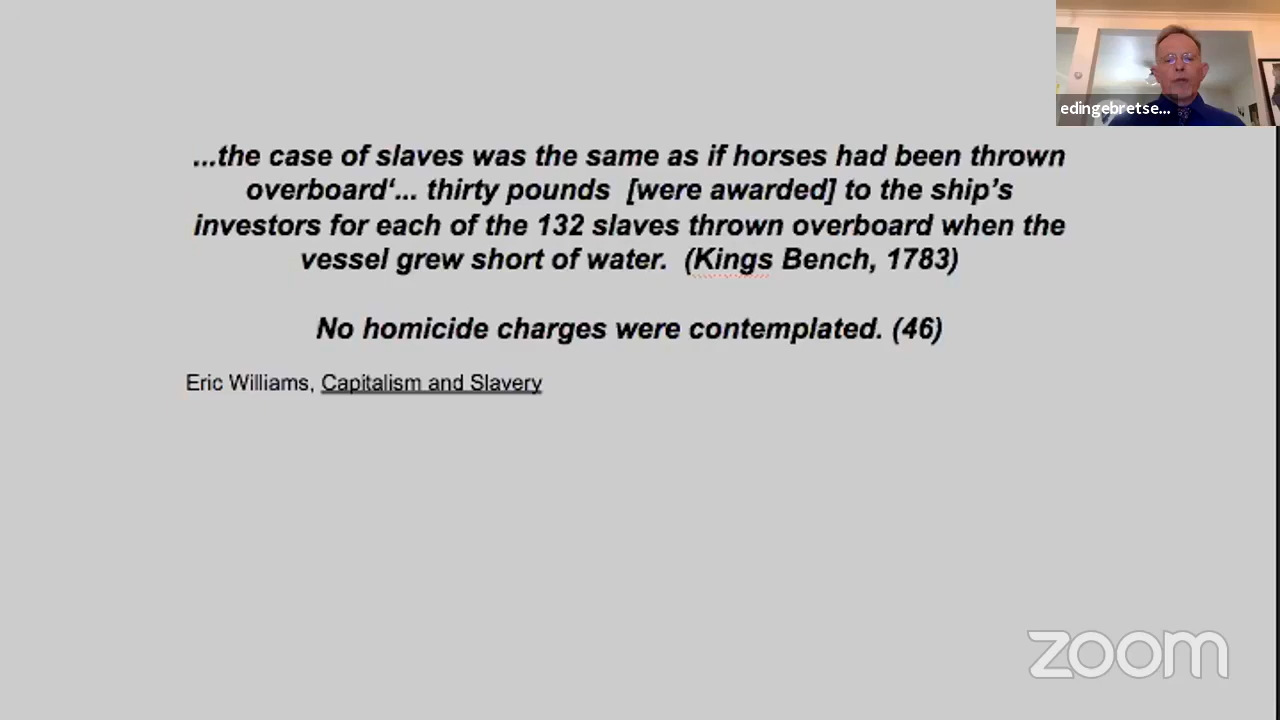 edingebretse...
...the case of slaves was the same as if horses had been thrown
overboard‘... thirty pounds [were awarded] to the ship’s
investors for each of the 132 slaves thrown overboard when the
vessel grew short of water. (Kings Bench, 1783)
No homicide charges were contemplated. (46)
Eric Williams, Capitalism and Slavery
zoom